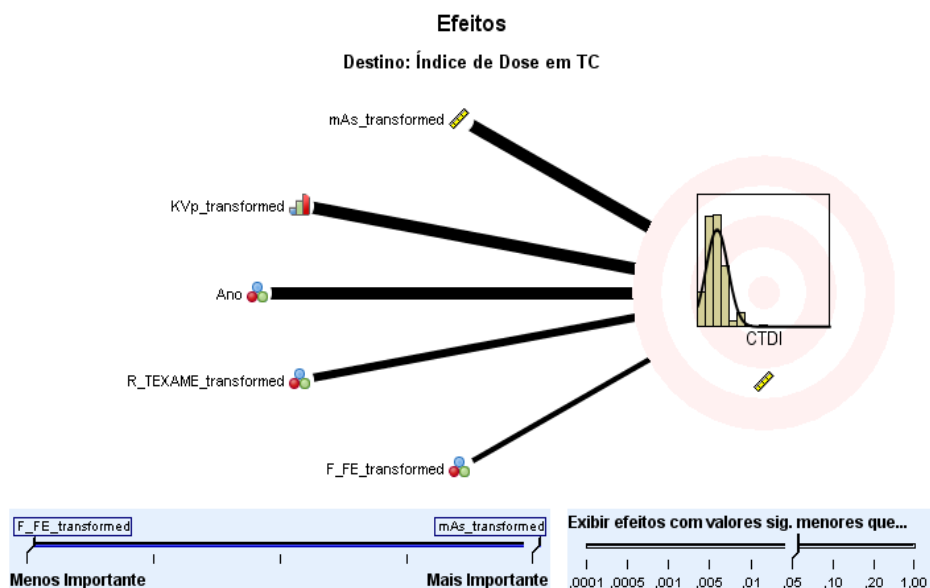 Efeitos
Destino: Índice de Dose em TC
mAs_transformed
KVp_transformed
Ano
R_TEXAME_transformed
F_FE_transformed
CTDI
F_FE_transformed
mAs_transformed
Menos Importante
Mais Importante
Exibir efeitos com valores sig. menores que...
,0001 ,0005 ,001 ,005 ,01 ,05 ,10 ,20 1,00